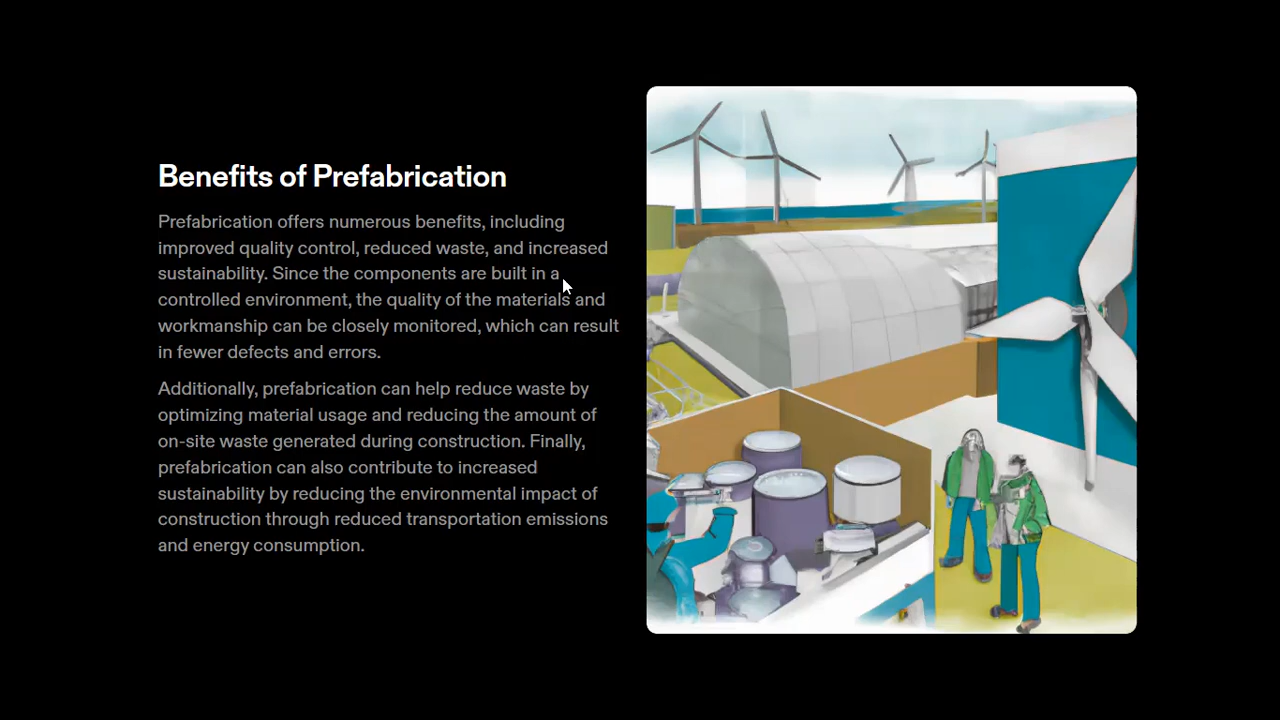 Benefits of Prefabrication
Prefabrication offers numerous benefits, including
improved quality control, reduced waste, and increased
sustainability. Since the components are built in a
controlled environment, the quality of the materials and
workmanship can be closely monitored, which can result
in fewer defects and errors.
Additionally, prefabrication can help reduce waste by
optimizing material usage and reducing the amount of
on-site waste generated during construction. Finally,
prefabrication can also contribute to increased
sustainability by reducing the environmental impact of
construction through reduced transportation emissions
and energy consumption.